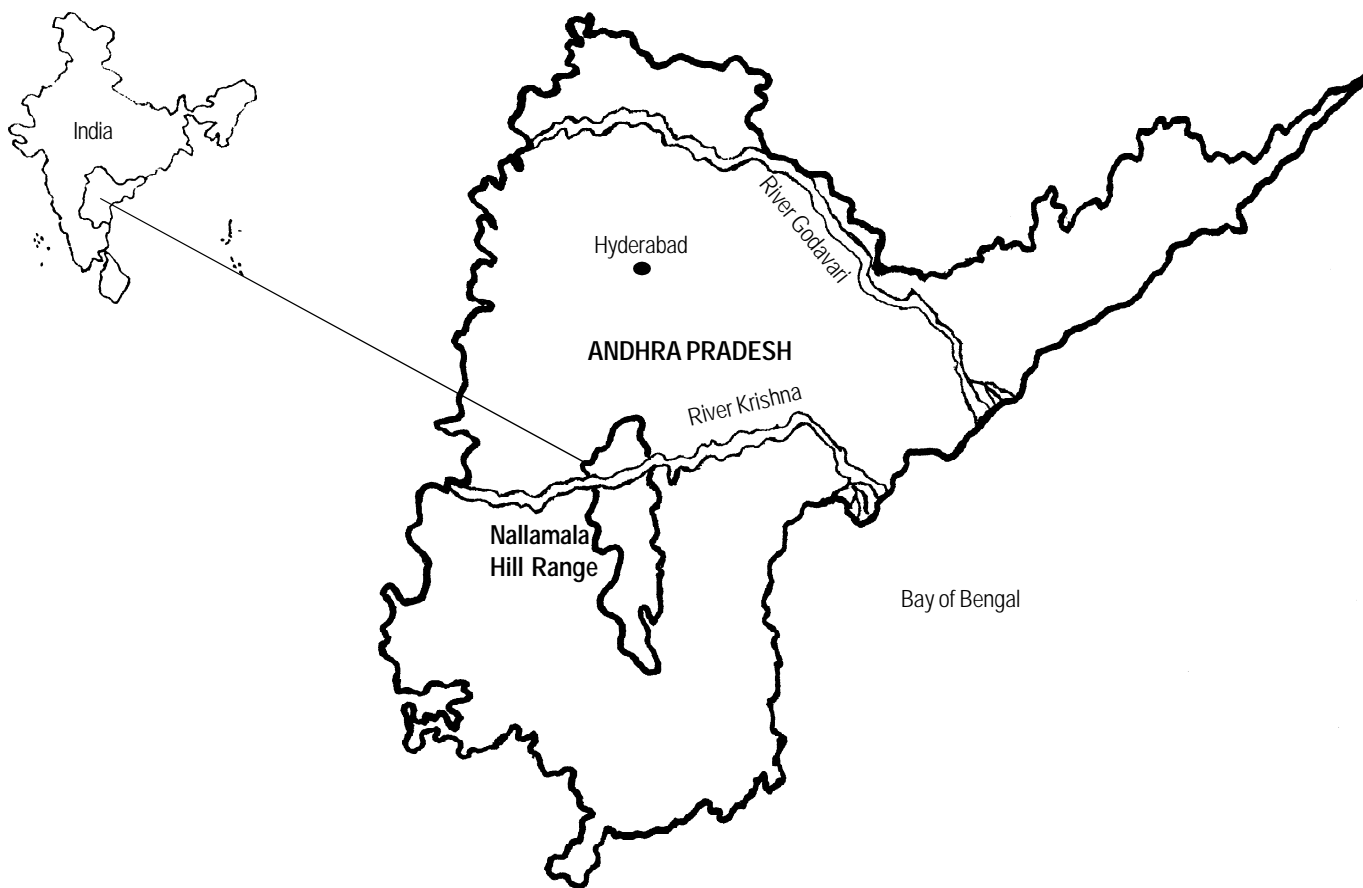 India
River Godavari
Hyderabad
ANDHRA PRADESH
River Krishna
Nallamala
Hill Range
Bay of Bengal